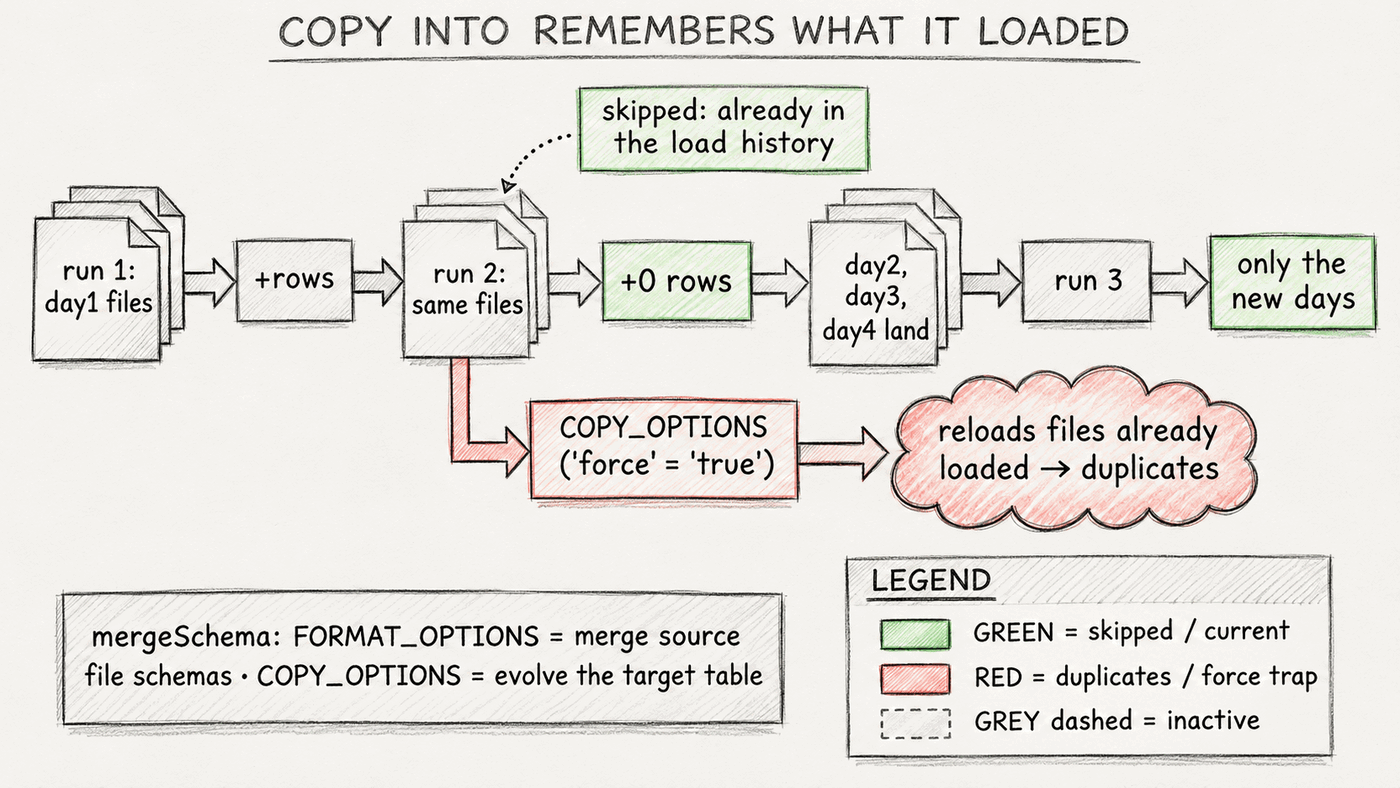 COPY INTO REMEMBERS WHAT IT LOADED
skipped: already in
the load history
run 1:
day1 files
+rows
run 2:
same files
+0 rows
day2,
day3,
day4 land
run 3
only the
new days
COPY_OPTIONS
('force' = 'true')
reloads files already
loaded → duplicates
mergeSchema: FORMAT_OPTIONS = merge source
file schemas · COPY_OPTIONS = evolve the target table
LEGEND
GREEN = skipped / current
RED = duplicates / force trap
GREY dashed = inactive